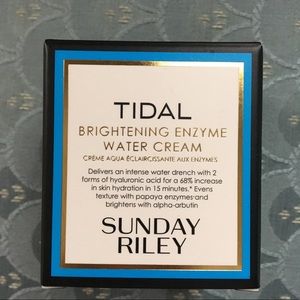 TIDAL
BRIGHTENING ENZYME
WATER CREAM
CRÈME AQUA ÉCLAIRCISSANTE AUX ENZYMES
Delivers an intense water drench with 2
forms of hyaluronic acid for a 68% increase
in skin hydration in 15 minutes.* Evens
texture with papaya enzymes and
brightens with alpha-arbutin
SUNDAY
RILEY